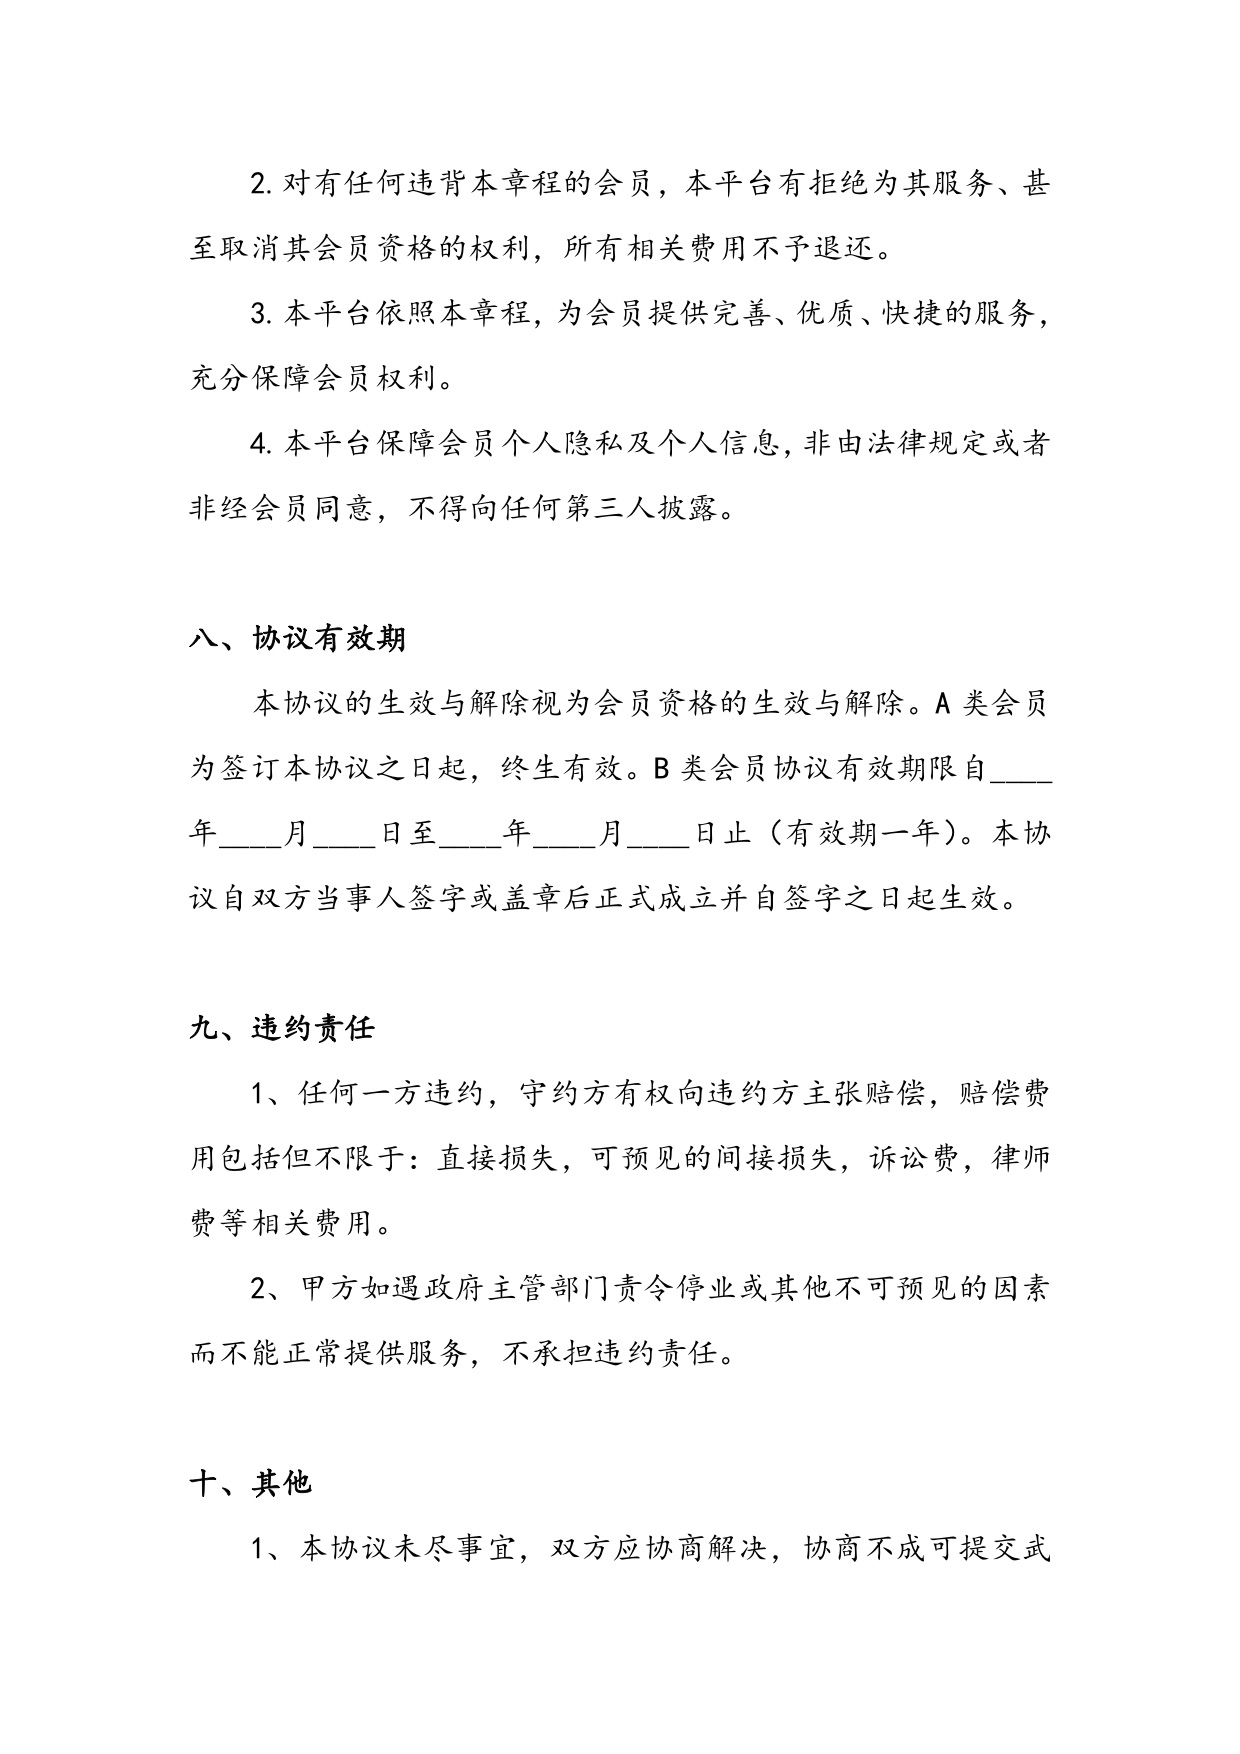 2.对有任何违背本章程的会员，本平台有拒绝为其服务、甚
至取消其会员资格的权利，所有相关费用不予退还。
3.本平台依照本章程，为会员提供完善、优质、快捷的服务，
充分保障会员权利。
4.本平台保障会员个人隐私及个人信息，非由法律规定或者
非经会员同意，不得向任何第三人披露。
八、协议有效期
本协议的生效与解除视为会员资格的生效与解除。A 类会员
为签订本协议之日起，终生有效。B 类会员协议有效期限自____
年____月____日至____年____月____日止（有效期一年）。本协
议自双方当事人签字或盖章后正式成立并自签字之日起生效。
九、违约责任
1、任何一方违约，守约方有权向违约方主张赔偿，赔偿费
用包括但不限于：直接损失，可预见的间接损失，诉讼费，律师
费等相关费用。
2、甲方如遇政府主管部门责令停业或其他不可预见的因素
而不能正常提供服务，不承担违约责任。
十、其他
1、本协议未尽事宜，双方应协商解决，协商不成可提交武